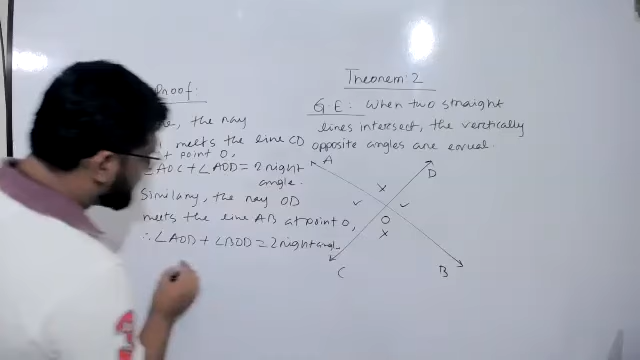 Theorem: 2
Proof:
G.E: When two straight
lines intersect, the vertically
opposite angles are eoual.
the ray
meets the line CD
point O,
∠AOC + ∠AOD = 2 right
angle.
Similarly, the ray OD
meets the line AB at point O,
∴ ∠AOD + ∠BOD = 2 right angle
A
D
O
C
B